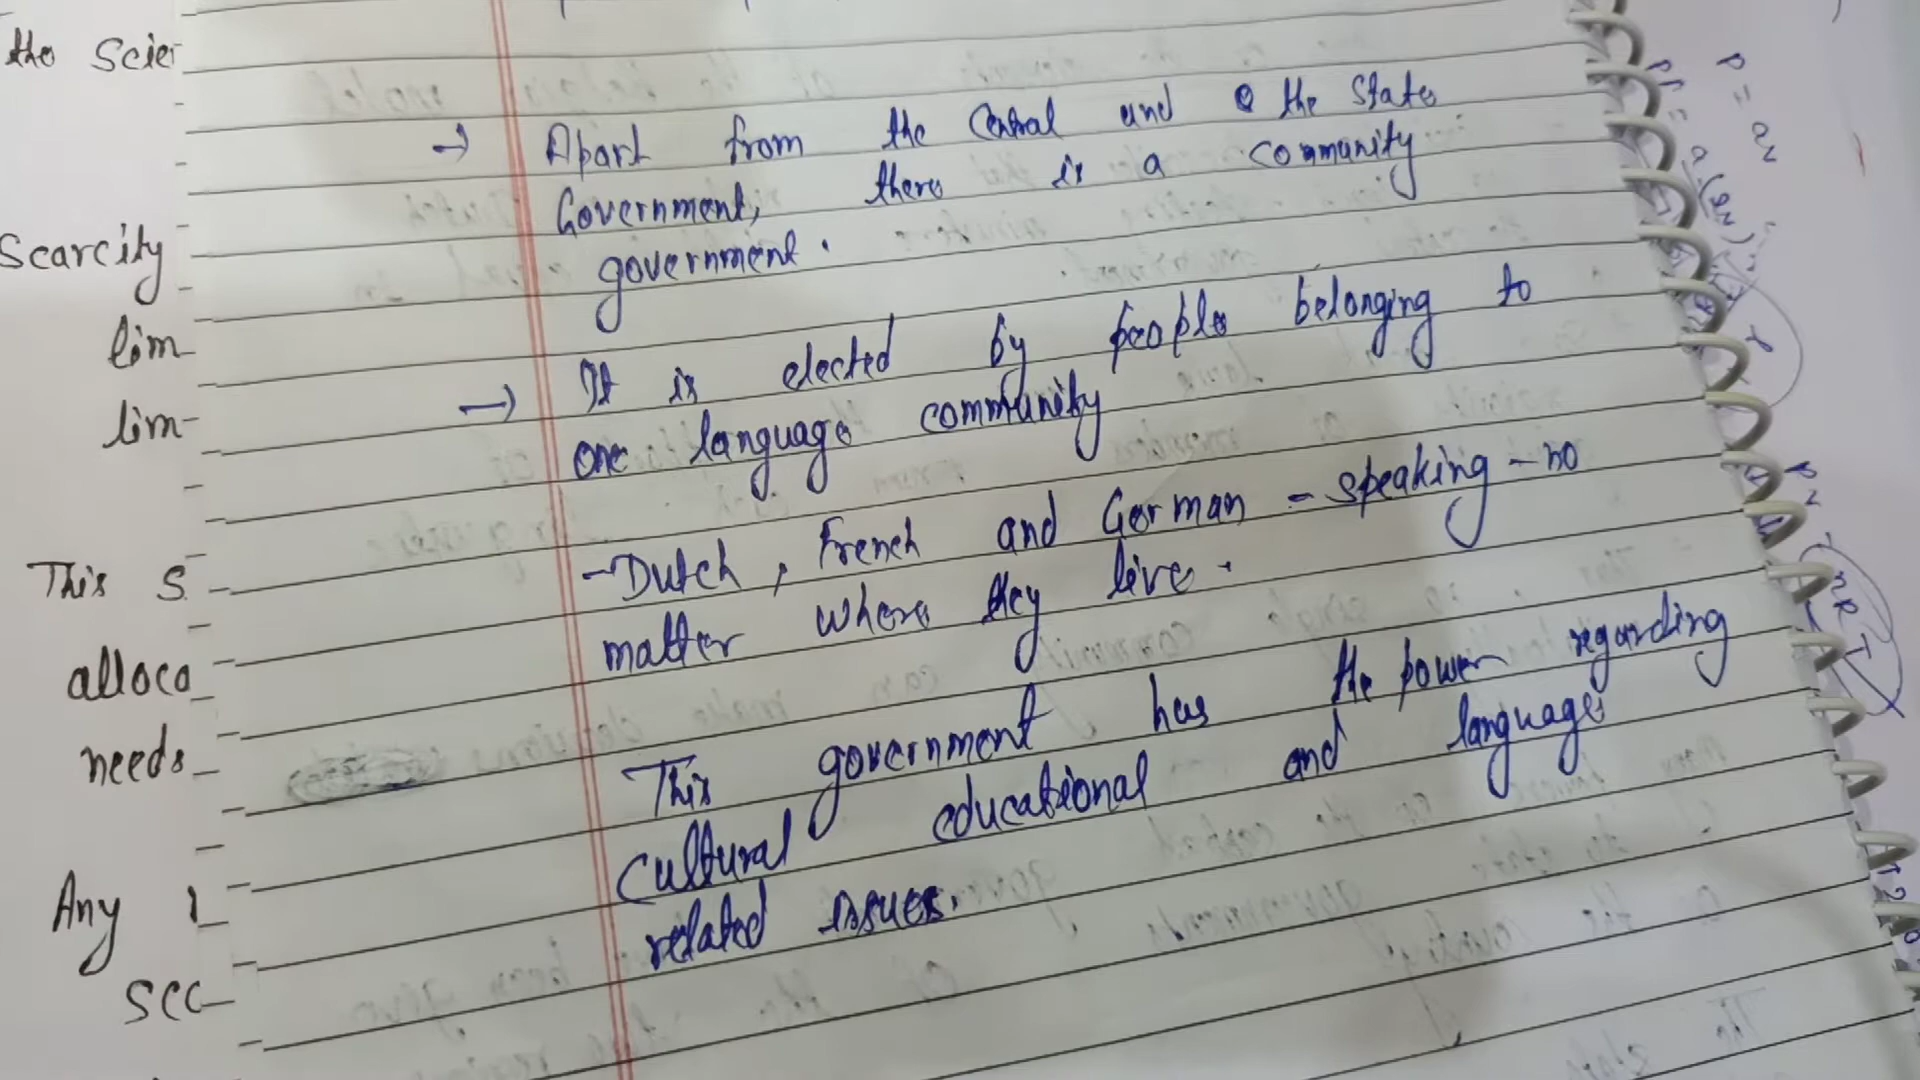 → Apart from the Central and the State
Government, there is a community
government.
→ It is elected by people belonging to
one language community
- Dutch, French and German - speaking - no
matter where they live.
This government has the power regarding
cultural educational and language
related issues.
the Scie
Scarcity
lim
lim
This S
alloca
needs
Any
SCC